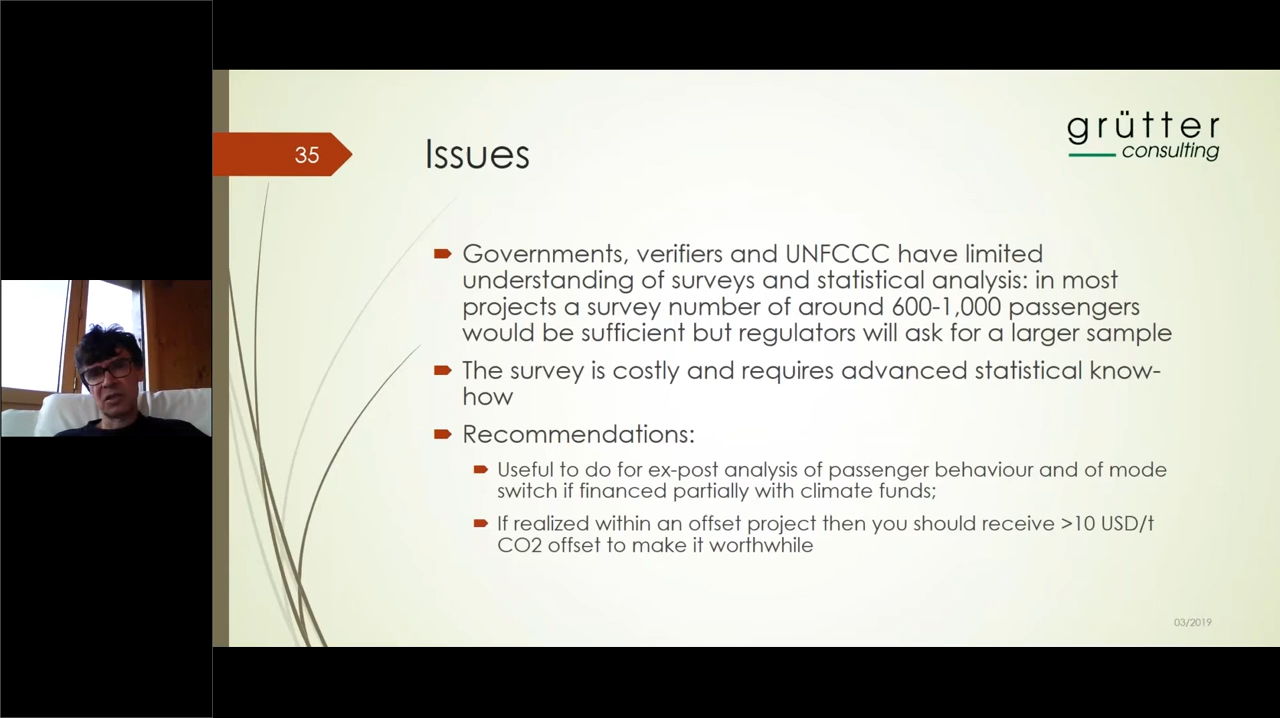 35
Issues
grütter
consulting
Governments, verifiers and UNFCCC have limited
understanding of surveys and statistical analysis: in most
projects a survey number of around 600-1,000 passengers
would be sufficient but regulators will ask for a larger sample
The survey is costly and requires advanced statistical know-
how
Recommendations:
Useful to do for ex-post analysis of passenger behaviour and of mode
switch if financed partially with climate funds;
If realized within an offset project then you should receive >10 USD/t
CO2 offset to make it worthwhile
03/2019